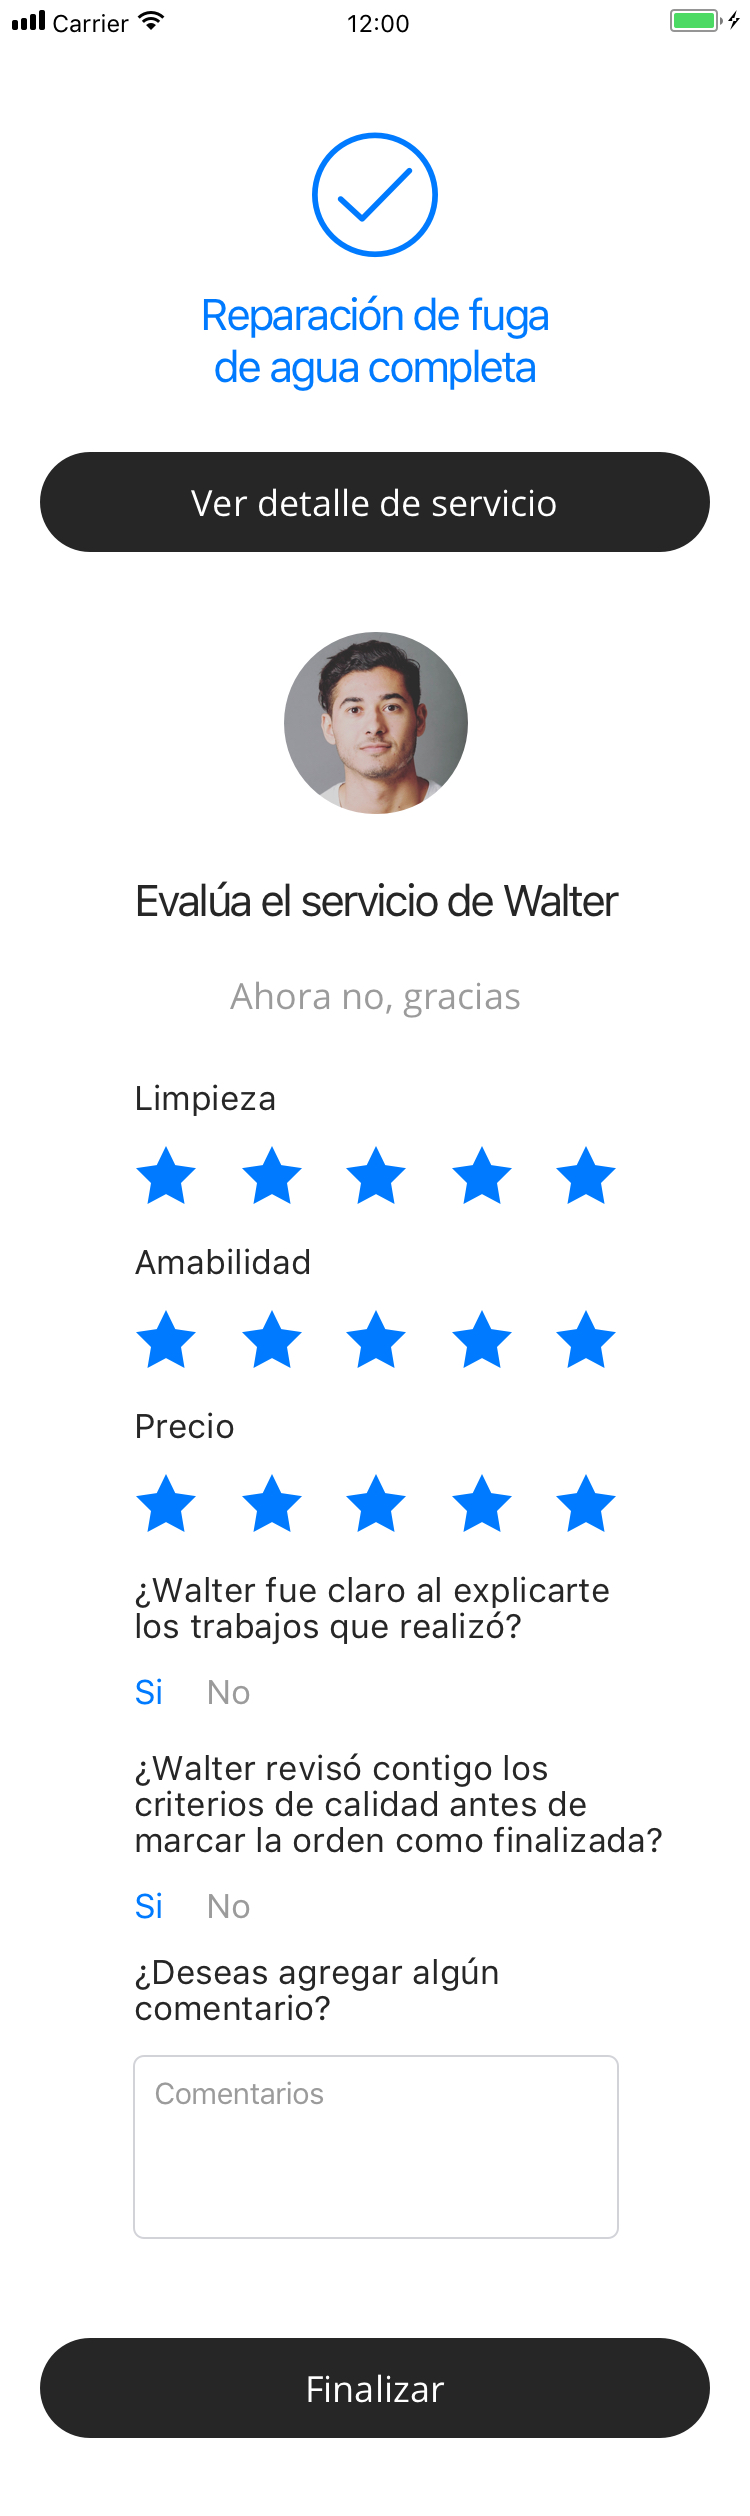 Carrier 12:00
Reparación de fuga
de agua completa
Ver detalle de servicio
Evalúa el servicio de Walter
Ahora no, gracias
Limpieza
Amabilidad
Precio
¿Walter fue claro al explicarte
los trabajos que realizó?
Si No
¿Walter revisó contigo los
criterios de calidad antes de
marcar la orden como finalizada?
Si No
¿Deseas agregar algún
comentario?
Comentarios
Finalizar